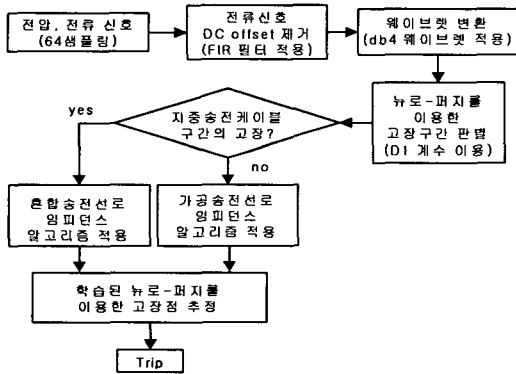 전압, 전류 신호
(64샘플링)
전류신호
DC offset 제거
(FIR 필터 적용)
웨이브렛 변환
(db4 웨이브렛 적용)
뉴로-퍼지를
이용한
고장구간 판별
(D1 계수 이용)
지중송전케이블
구간의 고장?
yes
no
혼합송전선로
임피던스
알고리즘 적용
가공송전선로
임피던스
알고리즘 적용
학습된 뉴로-퍼지를
이용한 고장점 추정
Trip